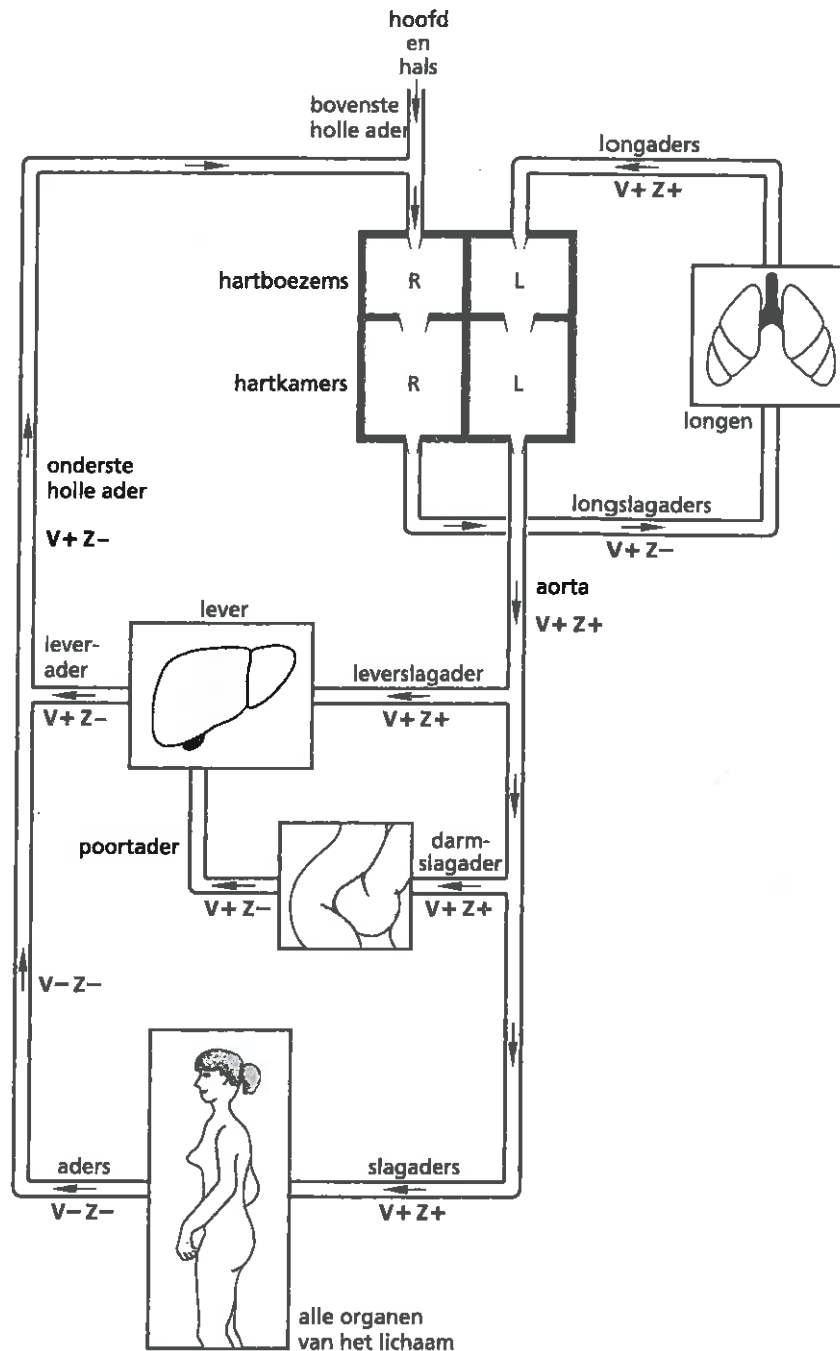 hoofd
en
hals
bovenste
holle ader
longaders
V+ Z+
hartboezems
R
L
hartkamers
R
L
longen
onderste
holle ader
V+ Z−
longslagaders
V+ Z−
aorta
V+ Z+
lever
lever-
ader
V+ Z−
leverslagader
V+ Z+
poortader
V+ Z−
darm-
slagader
V+ Z+
V− Z−
aders
V− Z−
slagaders
V+ Z+
alle organen
van het lichaam